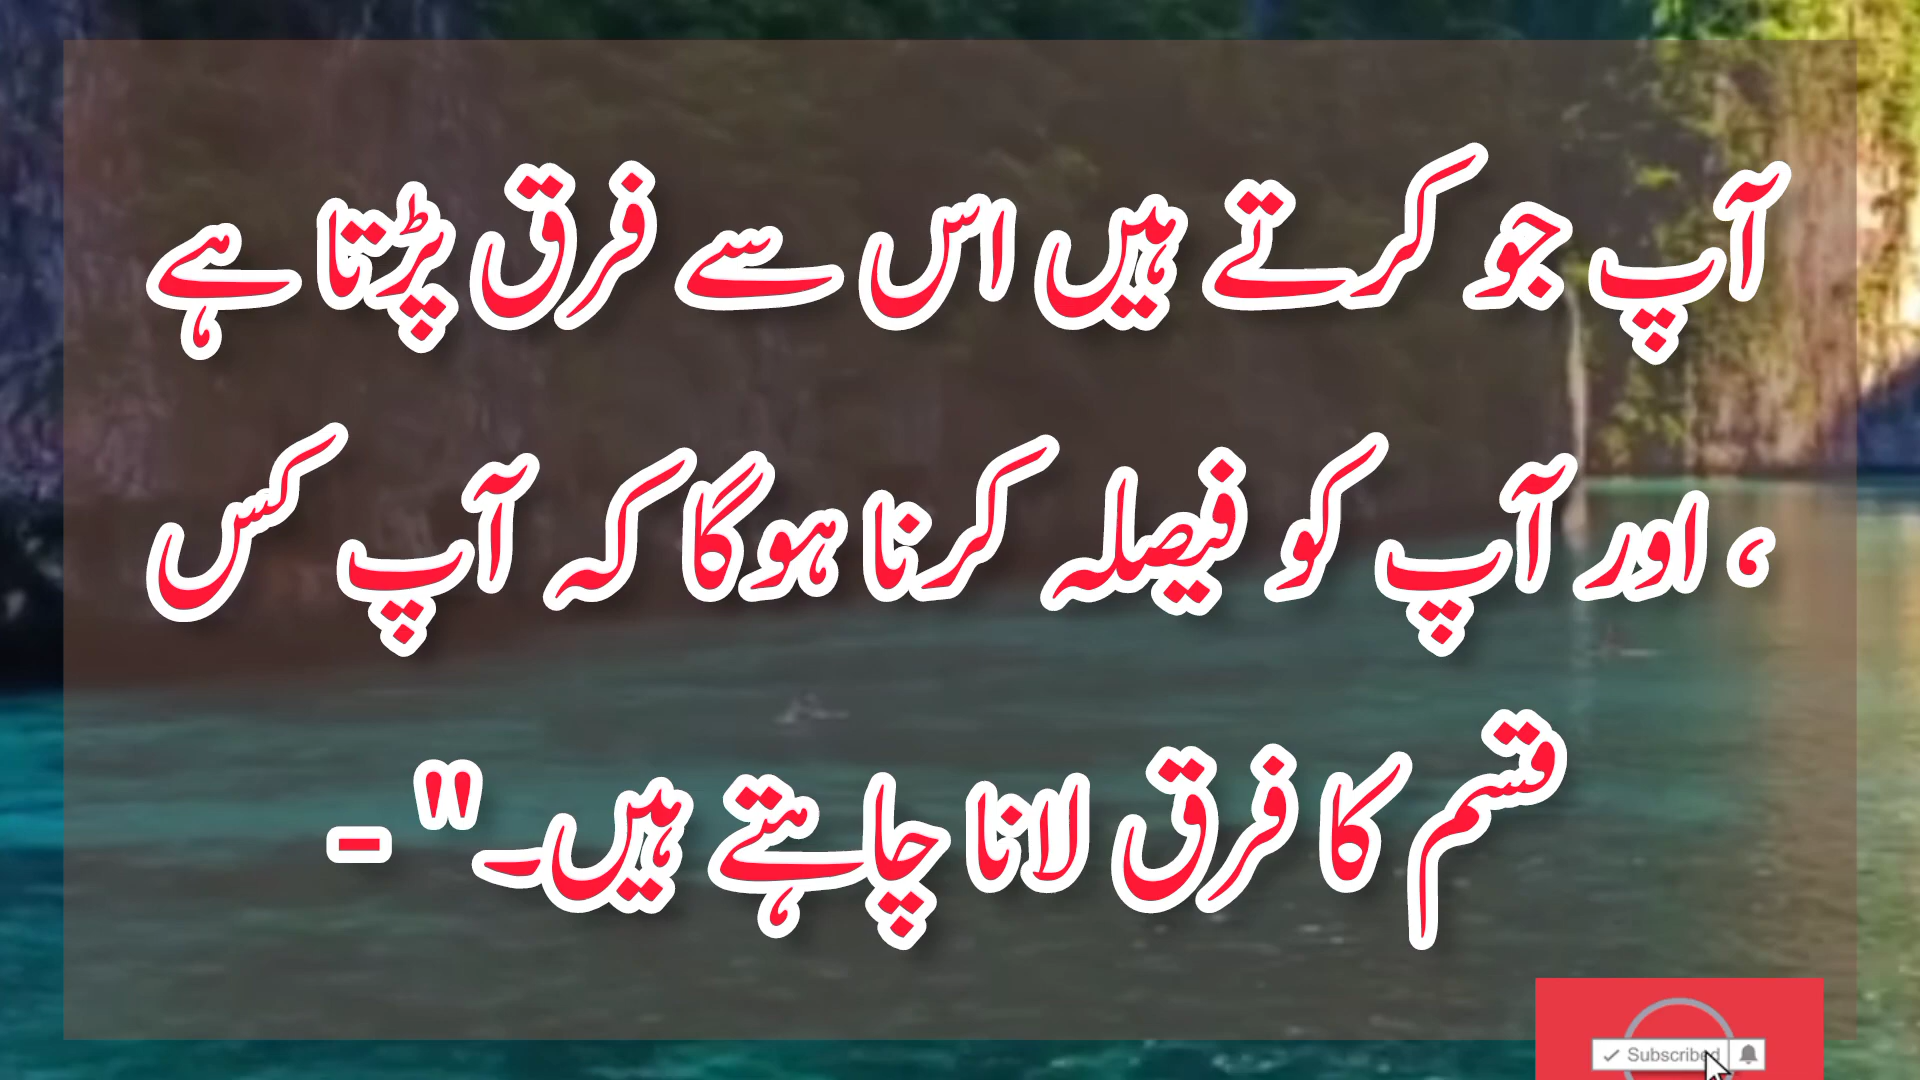 آپ جو کرتے ہیں اس سے فرق پڑتا ہے
، اور آپ کو فیصلہ کرنا ہوگا کہ آپ کس
قسم کا فرق لانا چاہتے ہیں۔" -
Subscribed